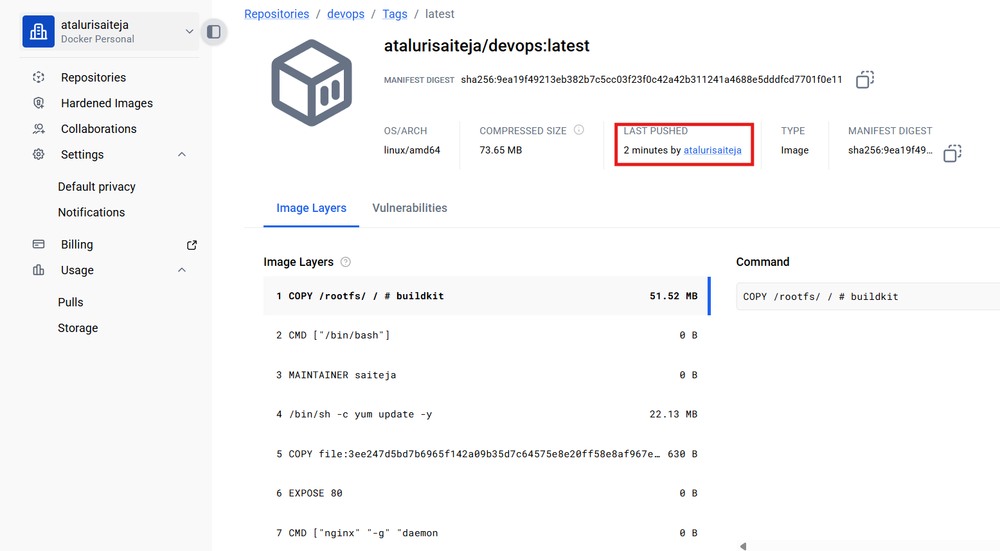 atalurisaiteja
Docker Personal
Repositories
Hardened Images
Collaborations
Settings
Default privacy
Notifications
Billing
Usage
Pulls
Storage
Repositories / devops / Tags / latest
atalurisaiteja/devops:latest
MANIFEST DIGEST sha256:9ea19f49213eb382b7c5cc03f23f0c42a42b311241a4688e5dddfcd7701f0e11
OS/ARCH
linux/amd64
COMPRESSED SIZE
73.65 MB
LAST PUSHED
2 minutes by atalurisaiteja
TYPE
Image
MANIFEST DIGEST
sha256:9ea19f49...
Image Layers Vulnerabilities
Image Layers
1 COPY /rootfs/ / # buildkit 51.52 MB
2 CMD ["/bin/bash"] 0 B
3 MAINTAINER saiteja 0 B
4 /bin/sh -c yum update -y 22.13 MB
5 COPY file:3ee247d5bd7b6965f142a09b35d7c64575e8e20ff58e8af967e… 630 B
6 EXPOSE 80 0 B
7 CMD ["nginx" "-g" "daemon 0 B
Command
COPY /rootfs/ / # buildkit